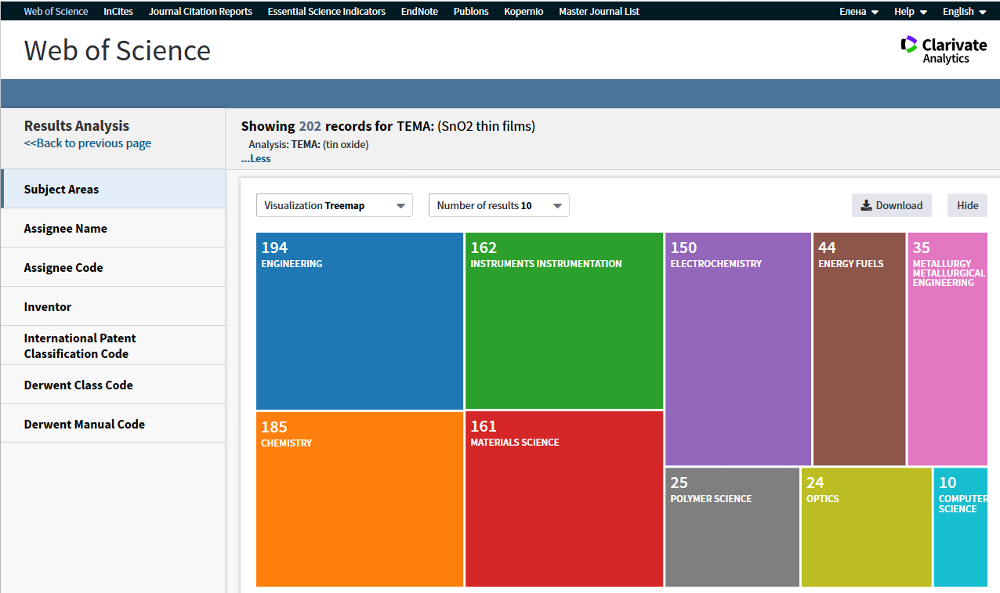 Web of Science InCites Journal Citation Reports Essential Science Indicators EndNote Publons Kopernio Master Journal List Елена Help English
Web of Science
Clarivate
Analytics
Results Analysis
<<Back to previous page
Subject Areas
Assignee Name
Assignee Code
Inventor
International Patent
Classification Code
Derwent Class Code
Derwent Manual Code
Showing 202 records for TEMA: (SnO2 thin films)
Analysis: TEMA: (tin oxide)
...Less
Visualization Treemap Number of results 10 Download Hide
194
ENGINEERING
162
INSTRUMENTS INSTRUMENTATION
150
ELECTROCHEMISTRY
44
ENERGY FUELS
35
METALLURGY
METALLURGICAL
ENGINEERING
185
CHEMISTRY
161
MATERIALS SCIENCE
25
POLYMER SCIENCE
24
OPTICS
10
COMPUTER
SCIENCE